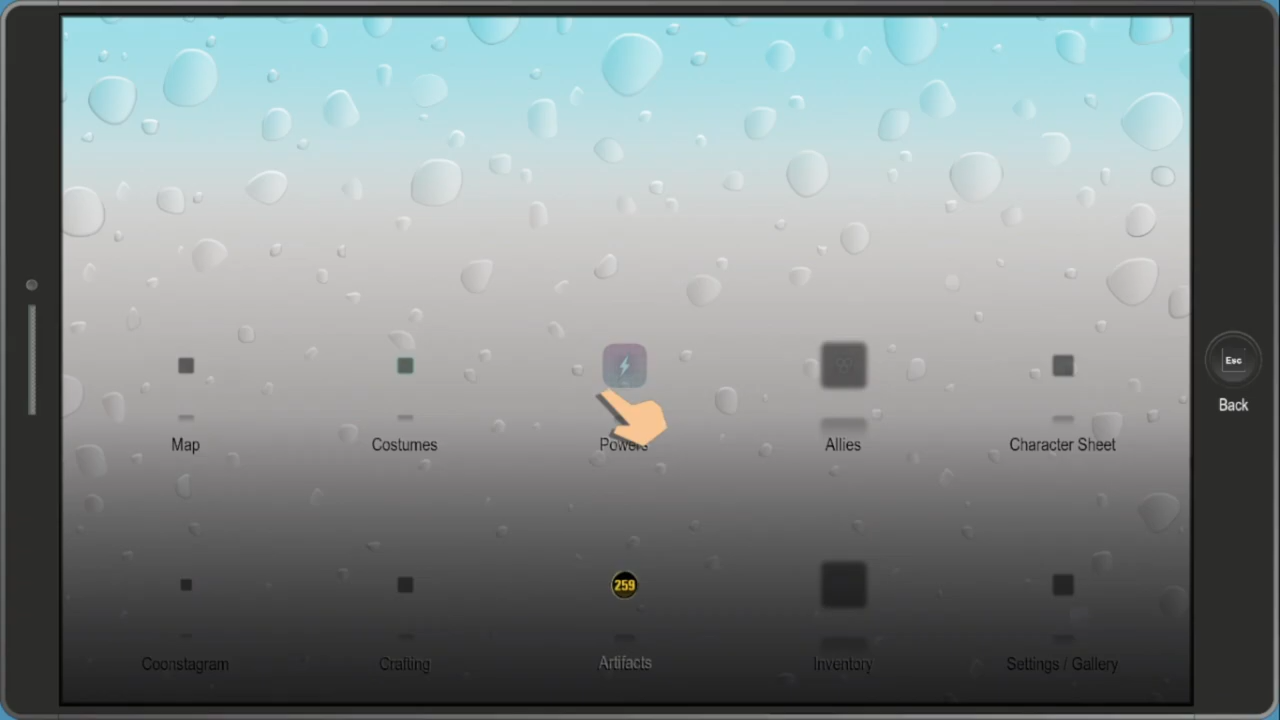 Esc
Back
Map
Costumes
Powers
Allies
Character Sheet
259
Coonstagram
Crafting
Artifacts
Inventory
Settings / Gallery